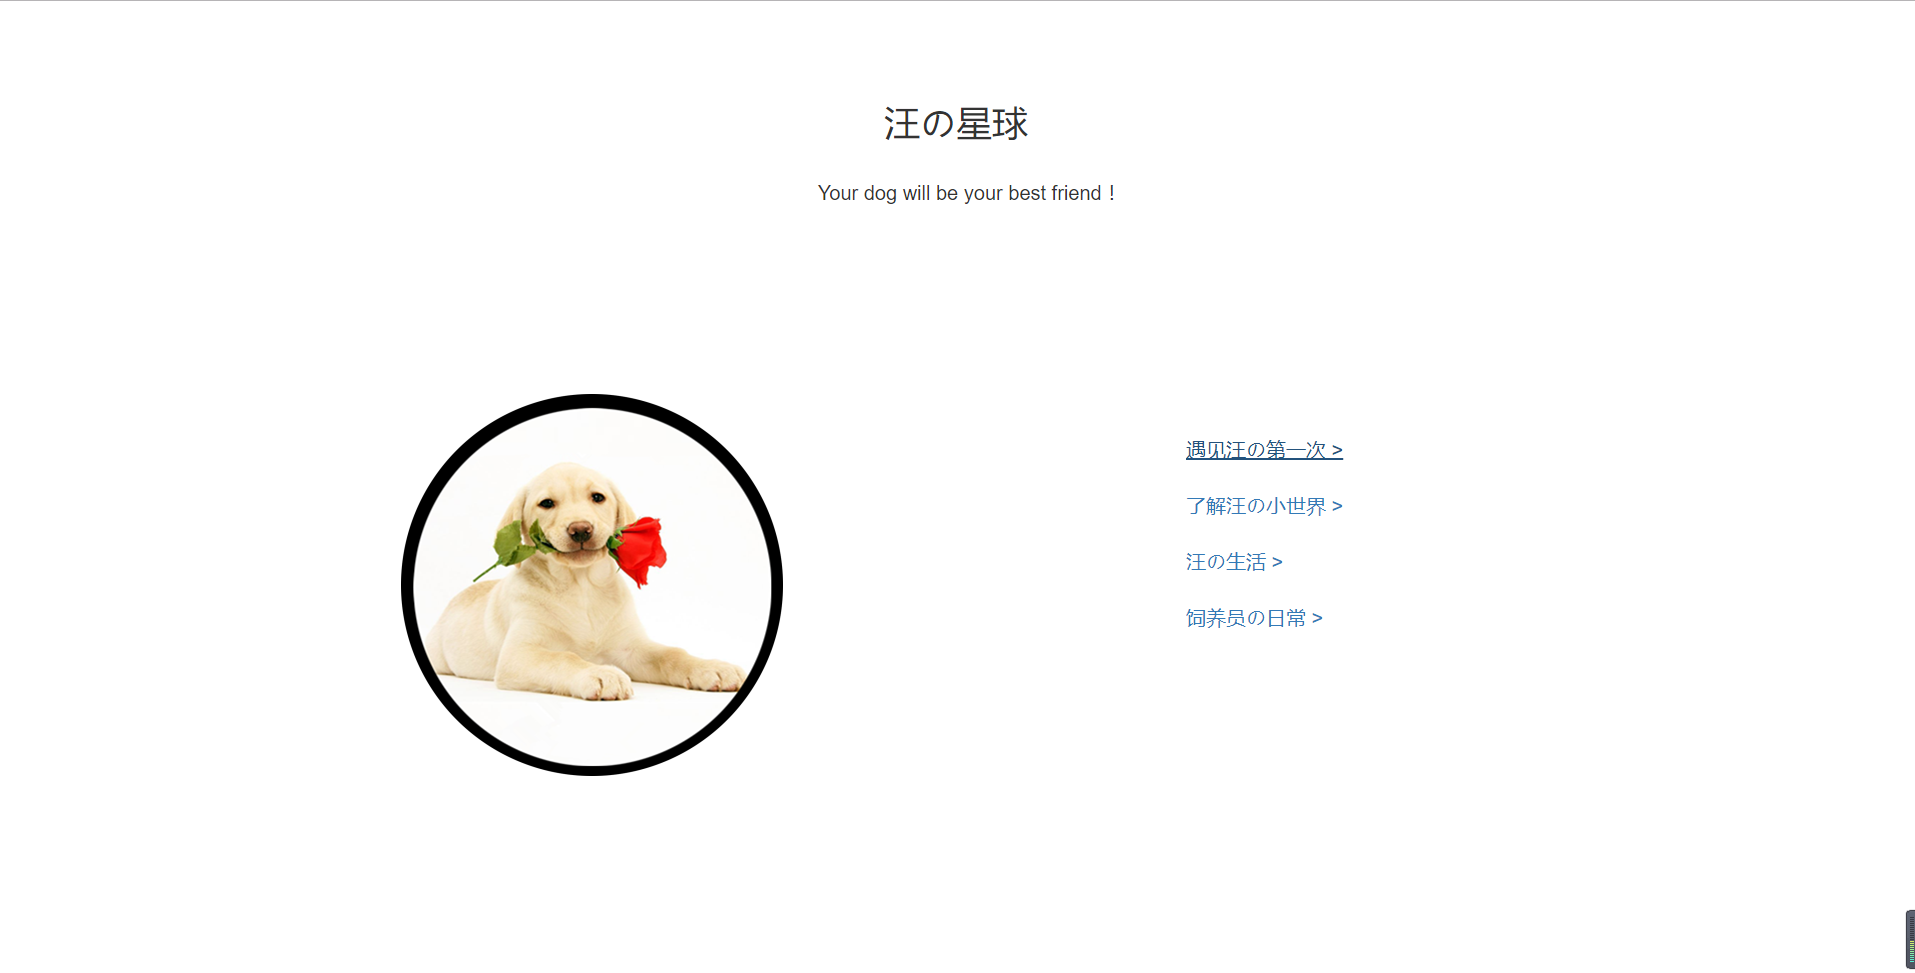 汪の星球
Your dog will be your best friend！
遇见汪の第一次 >
了解汪の小世界 >
汪の生活 >
饲养员の日常 >